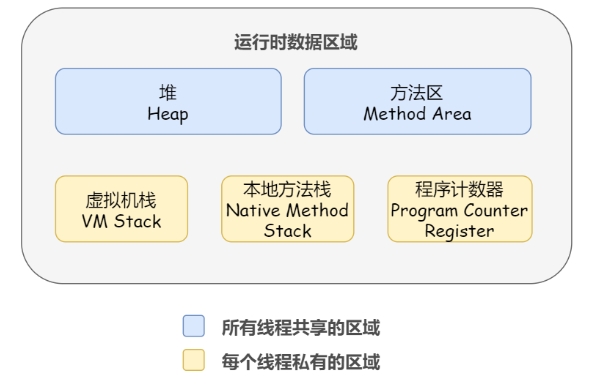 运行时数据区域
堆
Heap
方法区
Method Area
虚拟机栈
VM Stack
本地方法栈
Native Method
Stack
程序计数器
Program Counter
Register
所有线程共享的区域
每个线程私有的区域